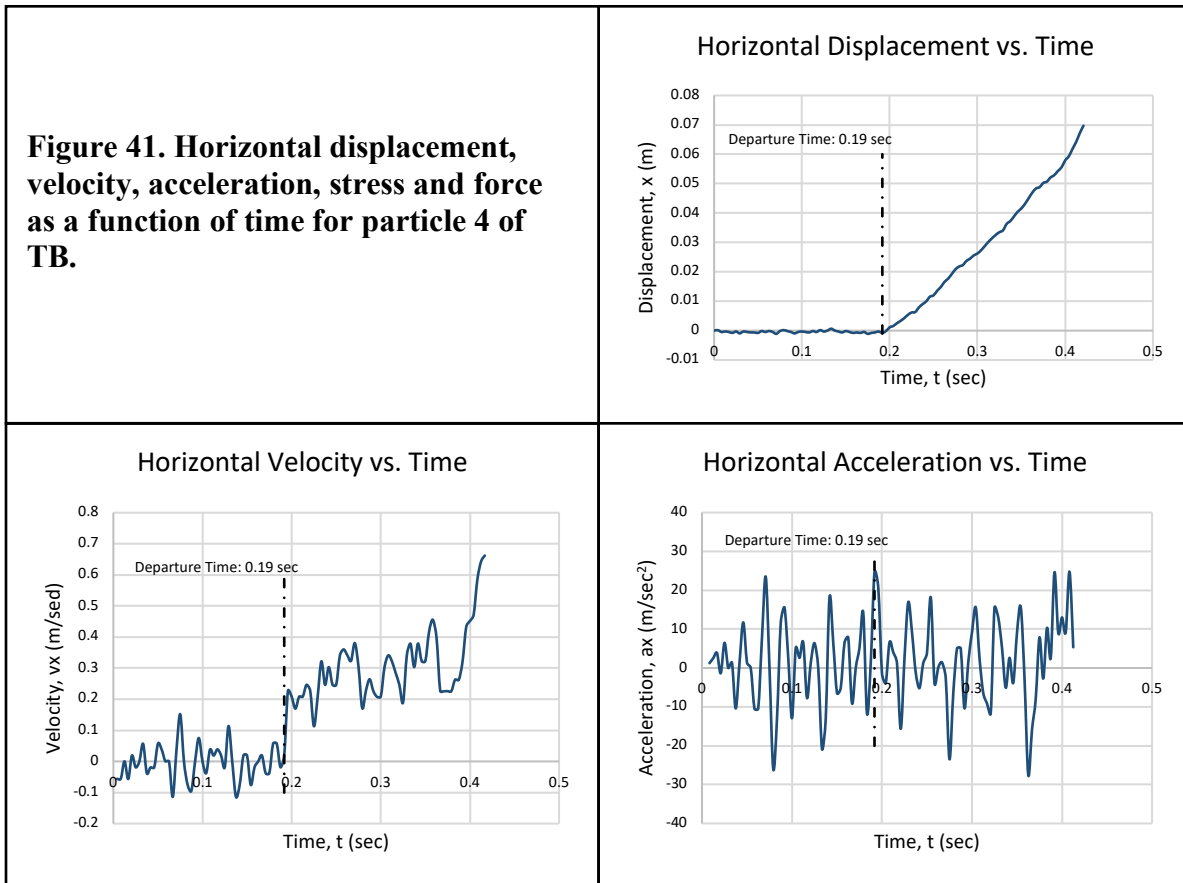 Figure 41. Horizontal displacement,
velocity, acceleration, stress and force
as a function of time for particle 4 of
TB.
Horizontal Displacement vs. Time
0.08
0.07
0.06
0.05
0.04
0.03
0.02
0.01
0
-0.01
Displacement, x (m)
Departure Time: 0.19 sec
0 0.1 0.2 0.3 0.4 0.5
Time, t (sec)
Horizontal Velocity vs. Time
0.8
0.7
0.6
0.5
0.4
0.3
0.2
0.1
0
-0.1
-0.2
Velocity, vx (m/sed)
Departure Time: 0.19 sec
0 0.1 0.2 0.3 0.4 0.5
Time, t (sec)
Horizontal Acceleration vs. Time
40
30
20
10
0
-10
-20
-30
-40
Acceleration, ax (m/sec²)
Departure Time: 0.19 sec
0 0.1 0.2 0.3 0.4 0.5
Time, t (sec)